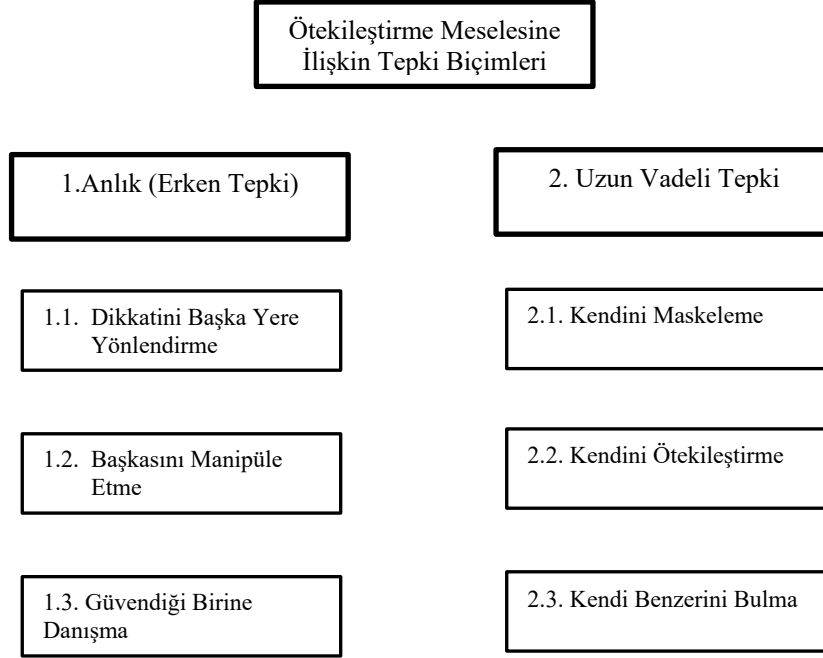 Ötekileştirme Meselesine
İlişkin Tepki Biçimleri
1.Anlık (Erken Tepki)
2. Uzun Vadeli Tepki
1.1. Dikkatini Başka Yere
Yönlendirme
2.1. Kendini Maskeleme
1.2. Başkasını Manipüle
Etme
2.2. Kendini Ötekileştirme
1.3. Güvendiği Birine
Danışma
2.3. Kendi Benzerini Bulma